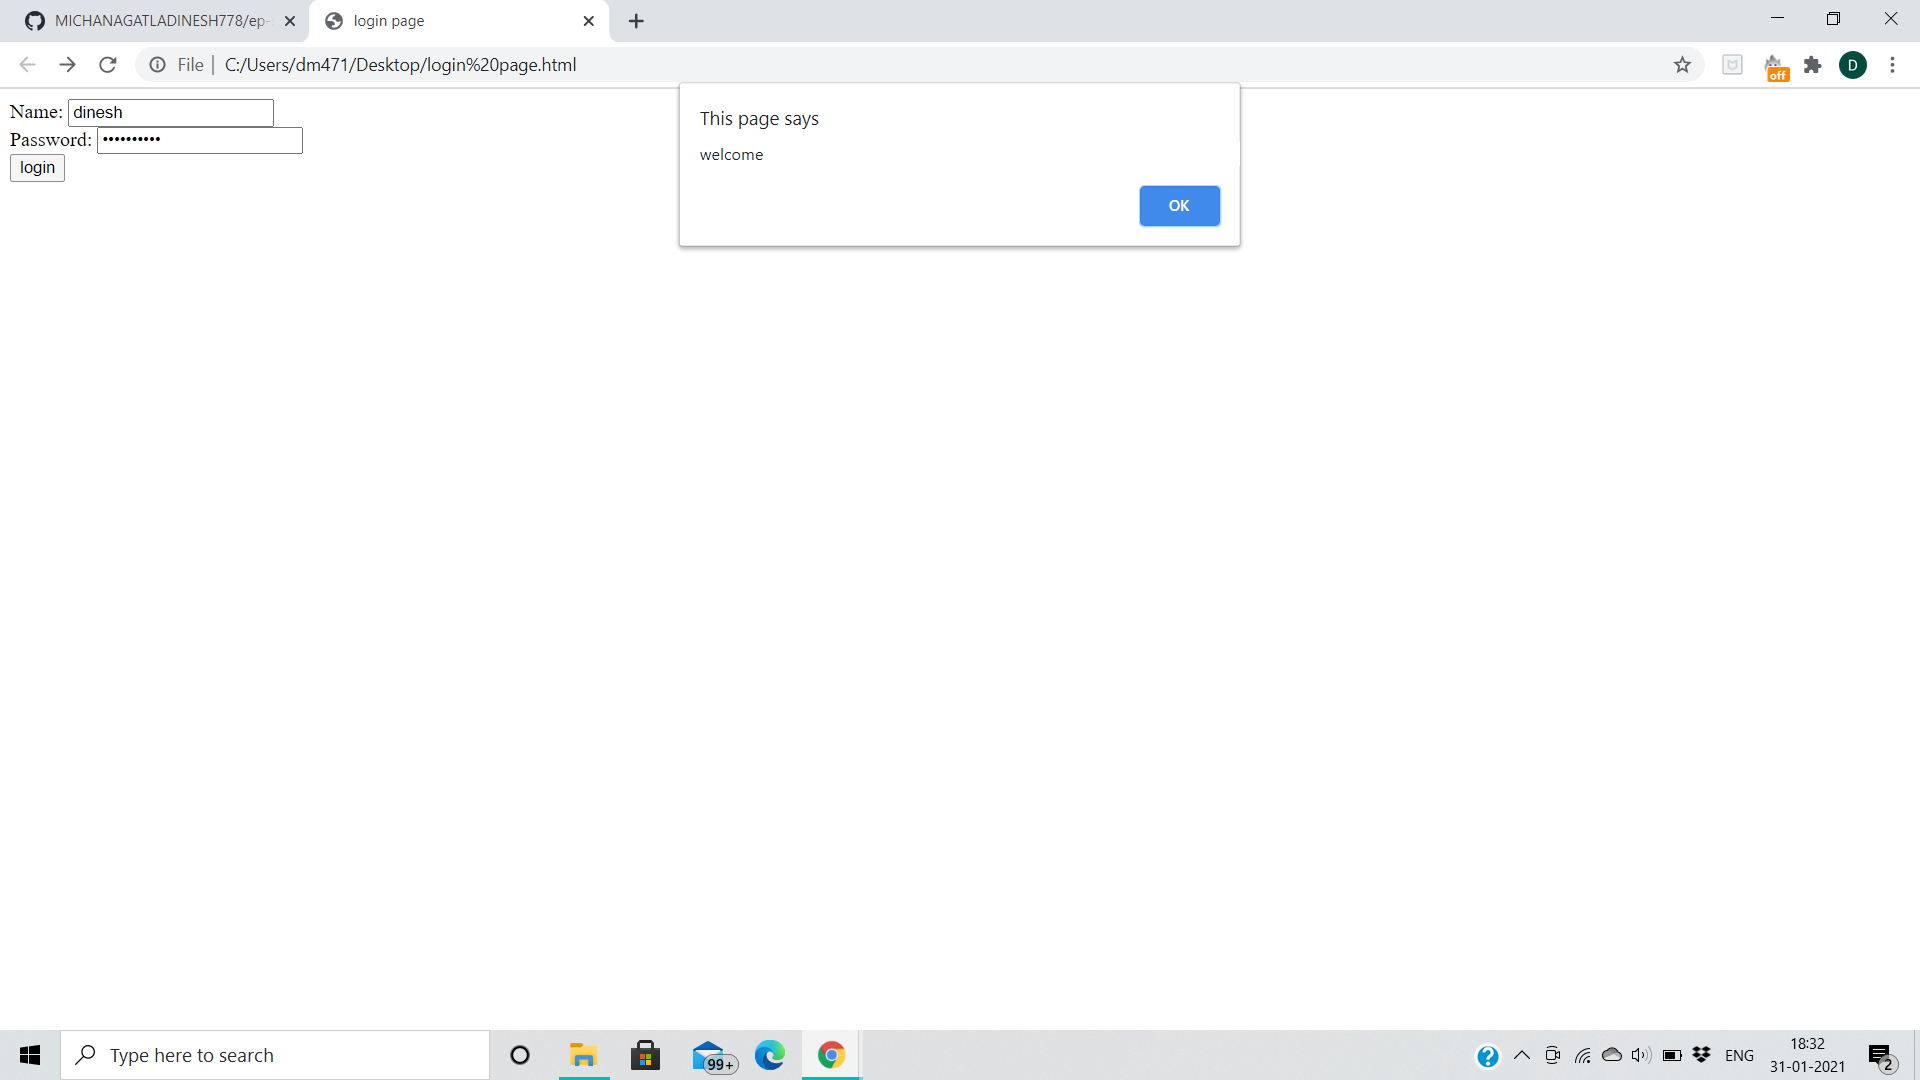 MICHANAGATLADINESH778/ep-
login page
File
C:/Users/dm471/Desktop/login%20page.html
off
D
Name: dinesh
Password: ••••••••••
login
This page says
welcome
OK
Type here to search
99+
ENG
18:32
31-01-2021
2